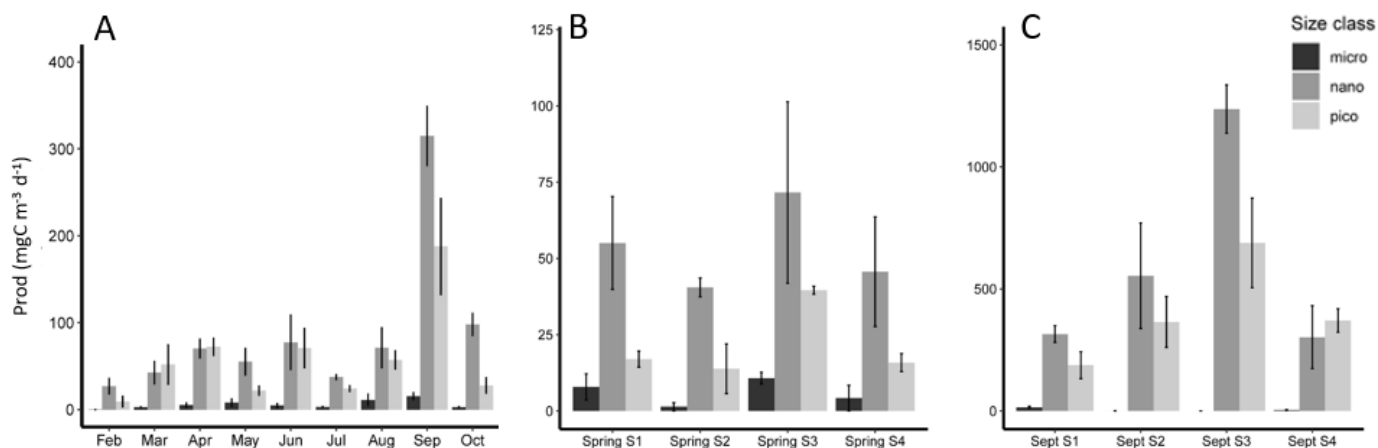 A
B
C
Size class
micro
nano
pico
Prod (mgC m⁻³ d⁻¹)
400
300
200
100
0
Feb Mar Apr May Jun Jul Aug Sep Oct
125
100
75
50
25
0
Spring S1 Spring S2 Spring S3 Spring S4
1500
1000
500
0
Sept S1 Sept S2 Sept S3 Sept S4